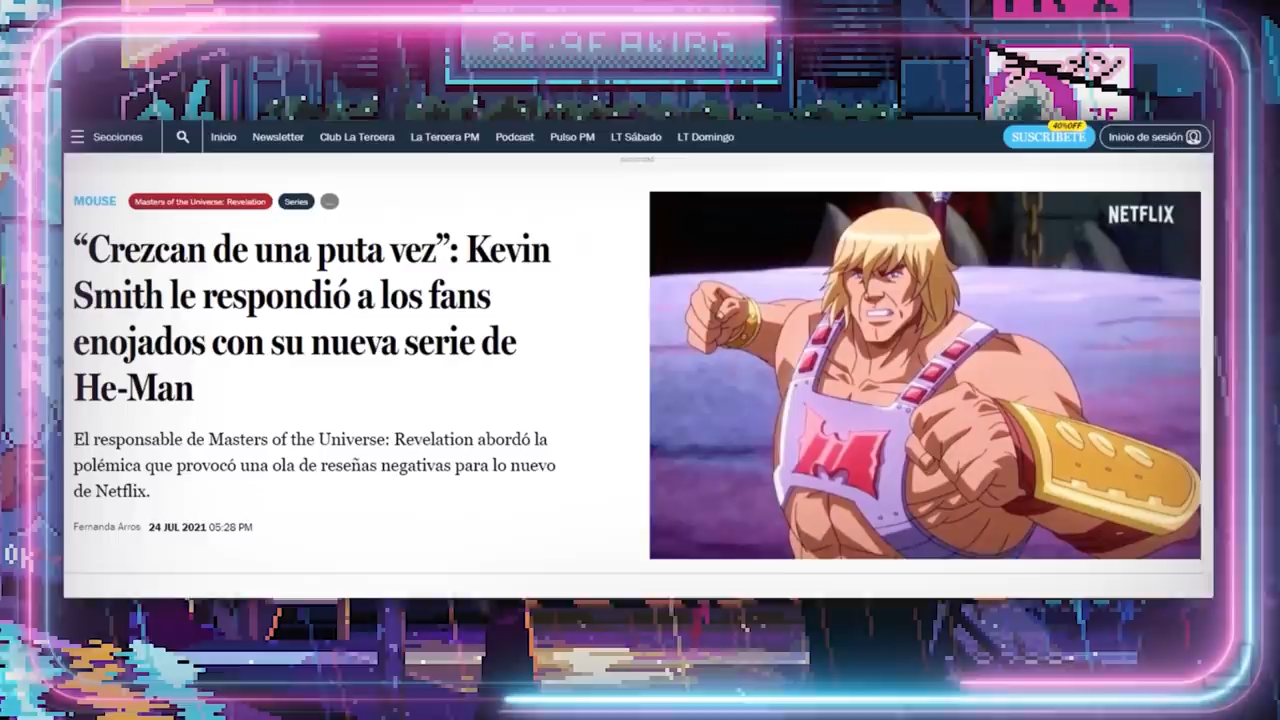 Secciones
Inicio
Newsletter
Club La Tercera
La Tercera PM
Podcast
Pulso PM
LT Sábado
LT Domingo
40%OFF
SUSCRÍBETE
Inicio de sesión
MOUSE
Masters of the Universe: Revelation
Series
...
NETFLIX
“Crezcan de una puta vez”: Kevin
Smith le respondió a los fans
enojados con su nueva serie de
He-Man
El responsable de Masters of the Universe: Revelation abordó la
polémica que provocó una ola de reseñas negativas para lo nuevo
de Netflix.
Fernanda Arros 24 JUL 2021 05:28 PM